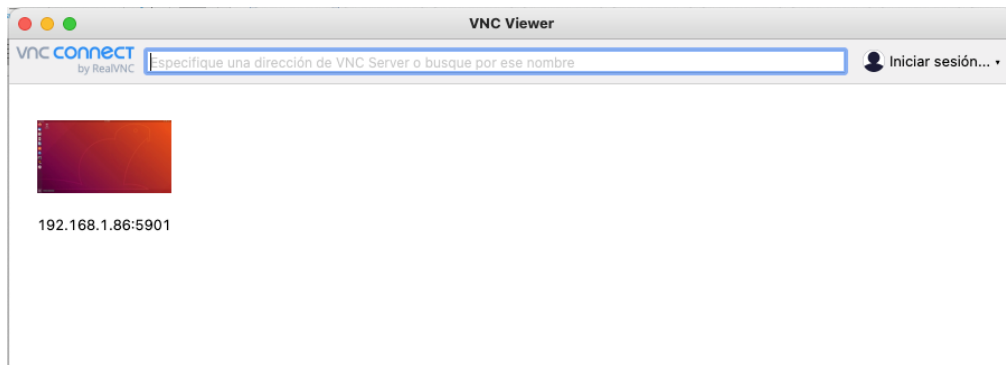 VNC Viewer
vnc connect
by RealVNC
Especifique una dirección de VNC Server o busque por ese nombre
Iniciar sesión...
192.168.1.86:5901